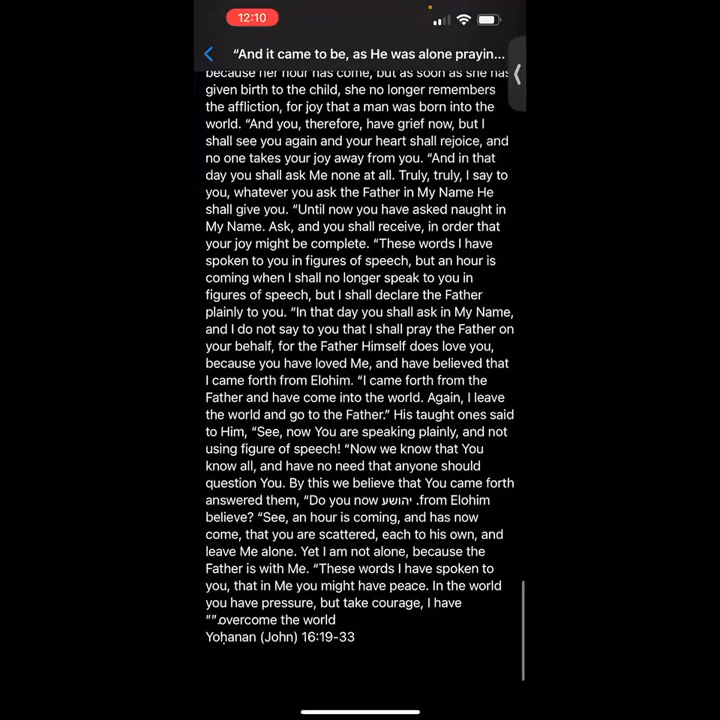 12:10
“And it came to be, as He was alone prayin...
because her hour has come, but as soon as she has
given birth to the child, she no longer remembers
the affliction, for joy that a man was born into the
world. “And you, therefore, have grief now, but I
shall see you again and your heart shall rejoice, and
no one takes your joy away from you. “And in that
day you shall ask Me none at all. Truly, truly, I say to
you, whatever you ask the Father in My Name He
shall give you. “Until now you have asked naught in
My Name. Ask, and you shall receive, in order that
your joy might be complete. “These words I have
spoken to you in figures of speech, but an hour is
coming when I shall no longer speak to you in
figures of speech, but I shall declare the Father
plainly to you. “In that day you shall ask in My Name,
and I do not say to you that I shall pray the Father on
your behalf, for the Father Himself does love you,
because you have loved Me, and have believed that
I came forth from Elohim. “I came forth from the
Father and have come into the world. Again, I leave
the world and go to the Father.” His taught ones said
to Him, “See, now You are speaking plainly, and not
using figure of speech! “Now we know that You
know all, and have no need that anyone should
question You. By this we believe that You came forth
answered them, “Do you now יהושע .from Elohim
believe? “See, an hour is coming, and has now
come, that you are scattered, each to his own, and
leave Me alone. Yet I am not alone, because the
Father is with Me. “These words I have spoken to
you, that in Me you might have peace. In the world
you have pressure, but take courage, I have
”“.overcome the world
Yoḥanan (John) 16:19-33